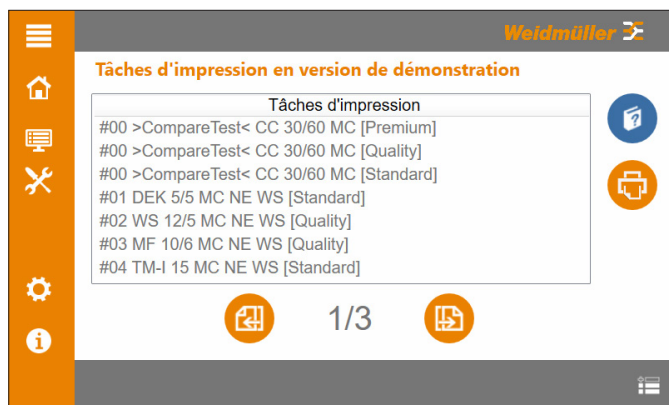 Weidmüller
Tâches d'impression en version de démonstration
Tâches d'impression
#00 >CompareTest< CC 30/60 MC [Premium]
#00 >CompareTest< CC 30/60 MC [Quality]
#00 >CompareTest< CC 30/60 MC [Standard]
#01 DEK 5/5 MC NE WS [Standard]
#02 WS 12/5 MC NE WS [Quality]
#03 MF 10/6 MC NE WS [Quality]
#04 TM-I 15 MC NE WS [Standard]
1/3